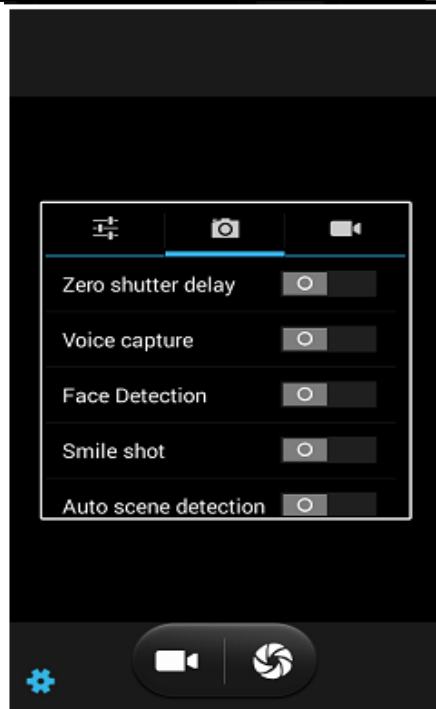 Zero shutter delay
Voice capture
Face Detection
Smile shot
Auto scene detection